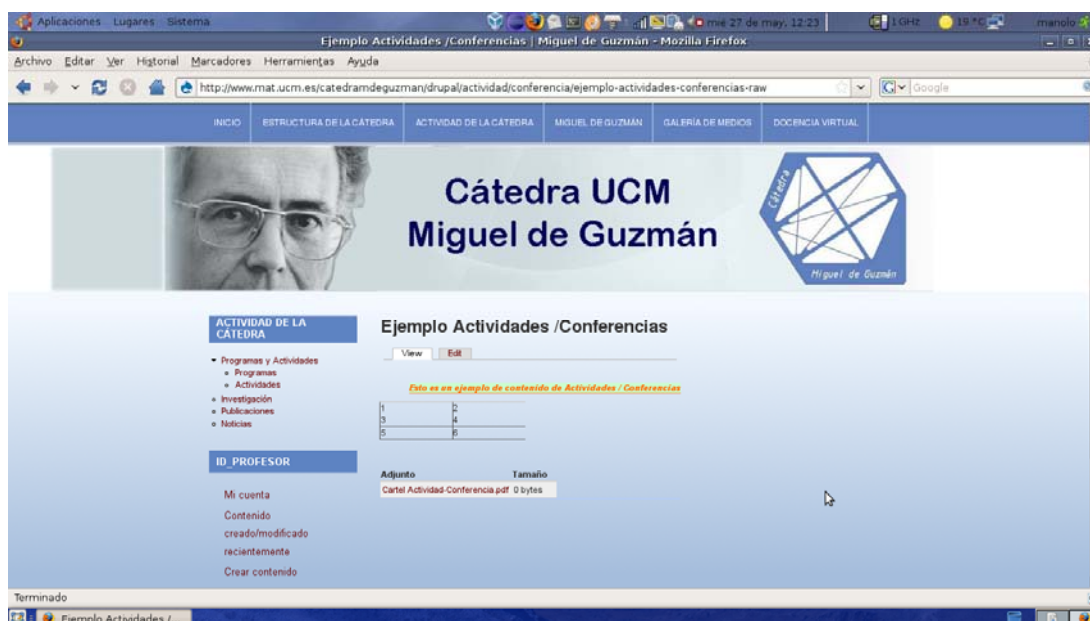 Aplicaciones Lugares Sistema
mié 27 de may, 12:23
1 GHz
19 °C
manolo
Ejemplo Actividades /Conferencias | Miguel de Guzmán - Mozilla Firefox
Archivo Editar Ver Historial Marcadores Herramientas Ayuda
http://www.mat.ucm.es/catedramdeguzman/drupal/actividad/conferencia/ejemplo-actividades-conferencias-raw
Google
INICIO ESTRUCTURA DE LA CÁTEDRA ACTIVIDAD DE LA CÁTEDRA MIGUEL DE GUZMÁN GALERÍA DE MEDIOS DOCENCIA VIRTUAL
Cátedra UCM
Miguel de Guzmán
Cátedra
Miguel de Guzmán
ACTIVIDAD DE LA
CÁTEDRA
Programas y Actividades
Programas
Actividades
Investigación
Publicaciones
Noticias
ID_PROFESOR
Mi cuenta
Contenido
creado/modificado
recientemente
Crear contenido
Ejemplo Actividades /Conferencias
View Edit
Esto es un ejemplo de contenido de Actividades / Conferencias
1 2
3 4
5 6
Adjunto Tamaño
Cartel Actividad-Conferencia.pdf 0 bytes
Terminado
Ejemplo Actividades /